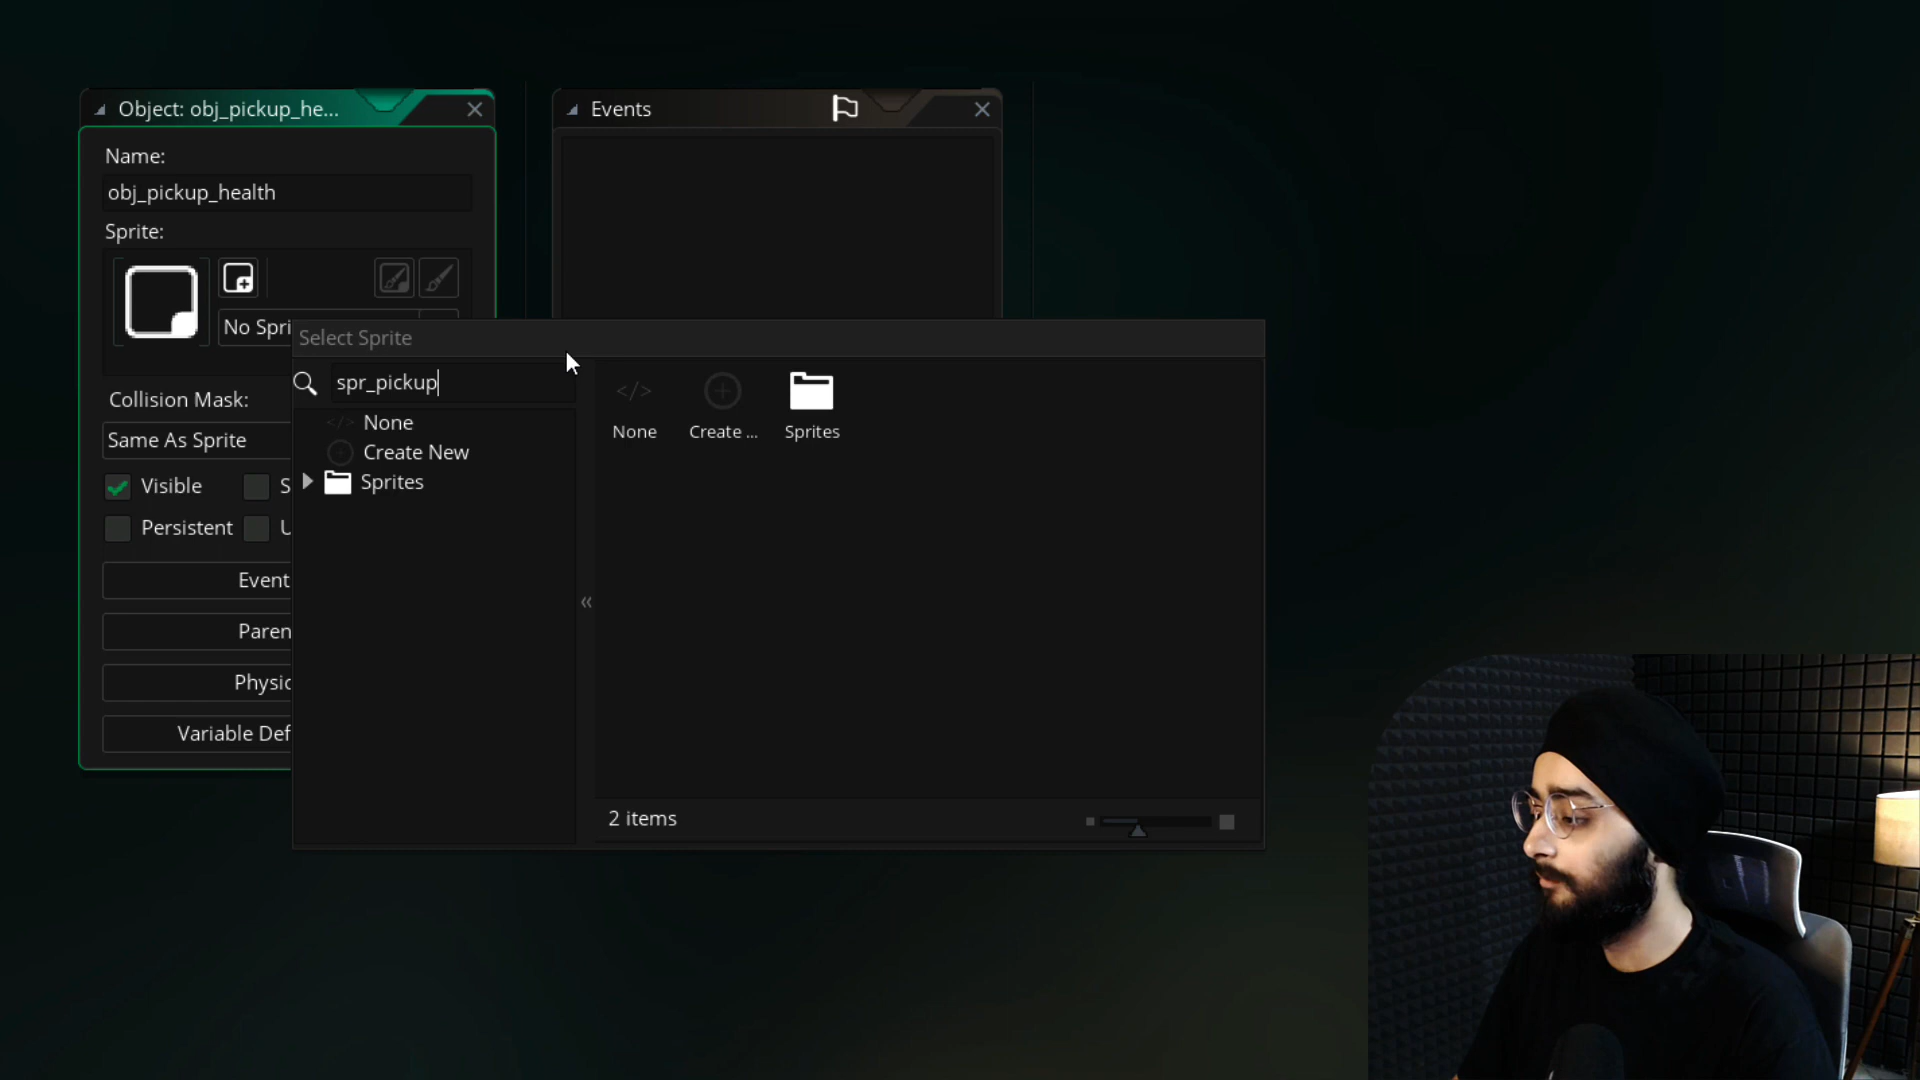 Object: obj_pickup_he...
Events
Name:
obj_pickup_health
Sprite:
No Spri
Select Sprite
spr_pickup
None
Create New
Sprites
None
Create ...
Sprites
Collision Mask:
Same As Sprite
Visible
S
Persistent
U
Event
Paren
Physic
Variable Def
«
2 items